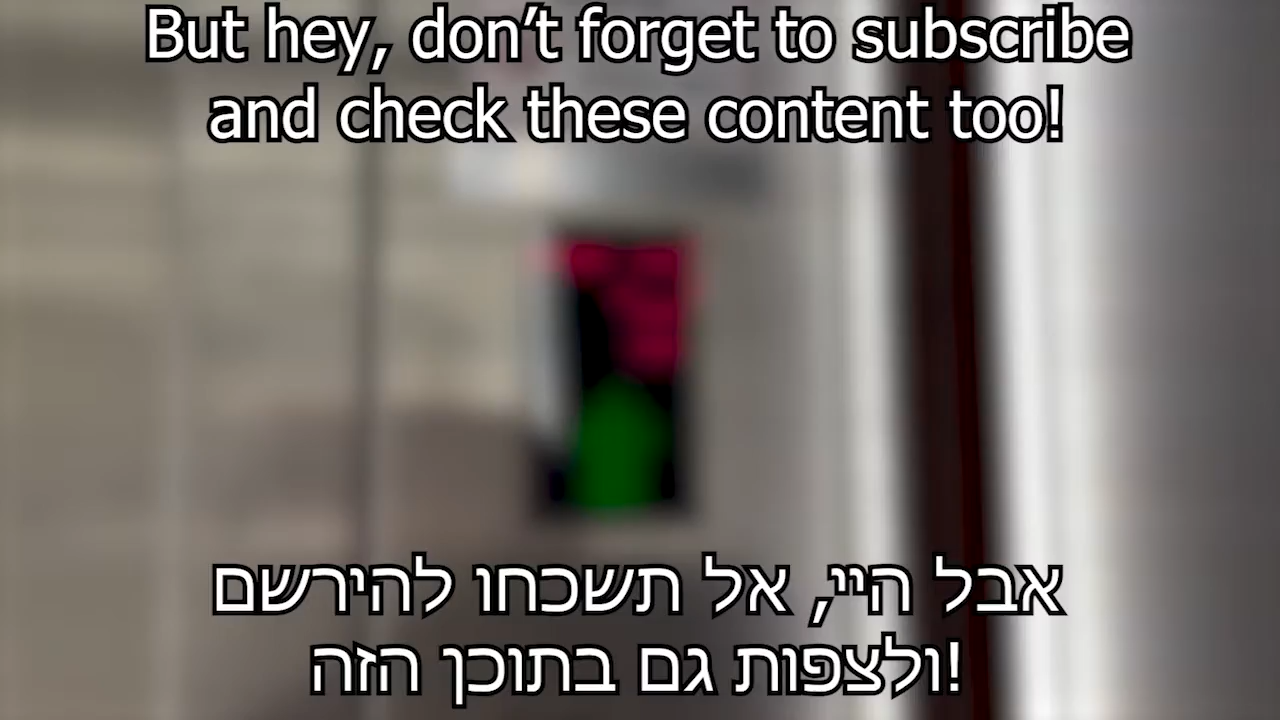 But hey, don’t forget to subscribe
and check these content too!
אבל היי, אל תשכחו להירשם
!ולצפות גם בתוכן הזה